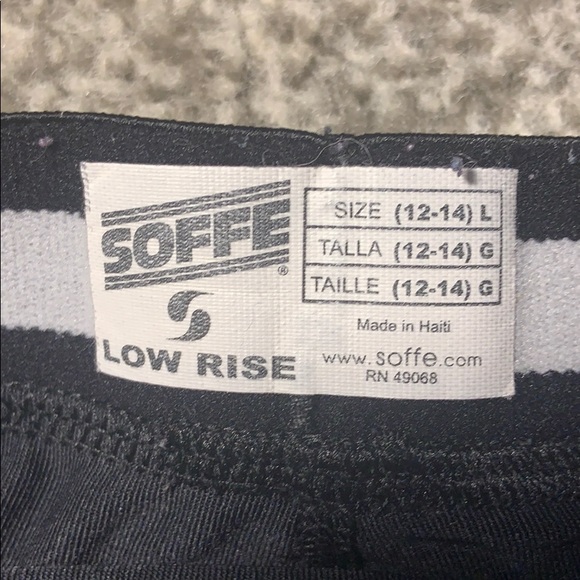 SOFFE®
LOW RISE
SIZE (12-14) L
TALLA (12-14) G
TAILLE (12-14) G
Made in Haiti
www.soffe.com
RN 49068